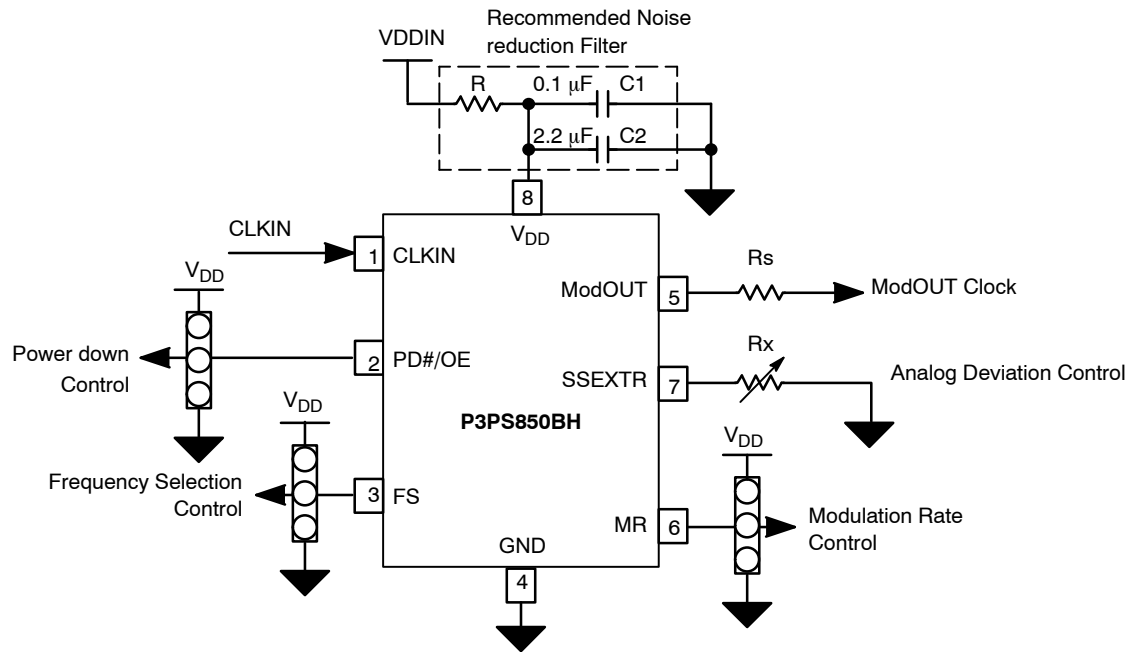 Recommended Noise
reduction Filter
VDDIN
R
0.1 μF
C1
2.2 μF
C2
8
VDD
CLKIN
1
CLKIN
VDD
ModOUT
5
Rs
ModOUT Clock
Power down
Control
2
PD#/OE
SSEXTR
7
Rx
Analog Deviation Control
P3PS850BH
VDD
VDD
Frequency Selection
Control
3
FS
MR
6
Modulation Rate
Control
GND
4